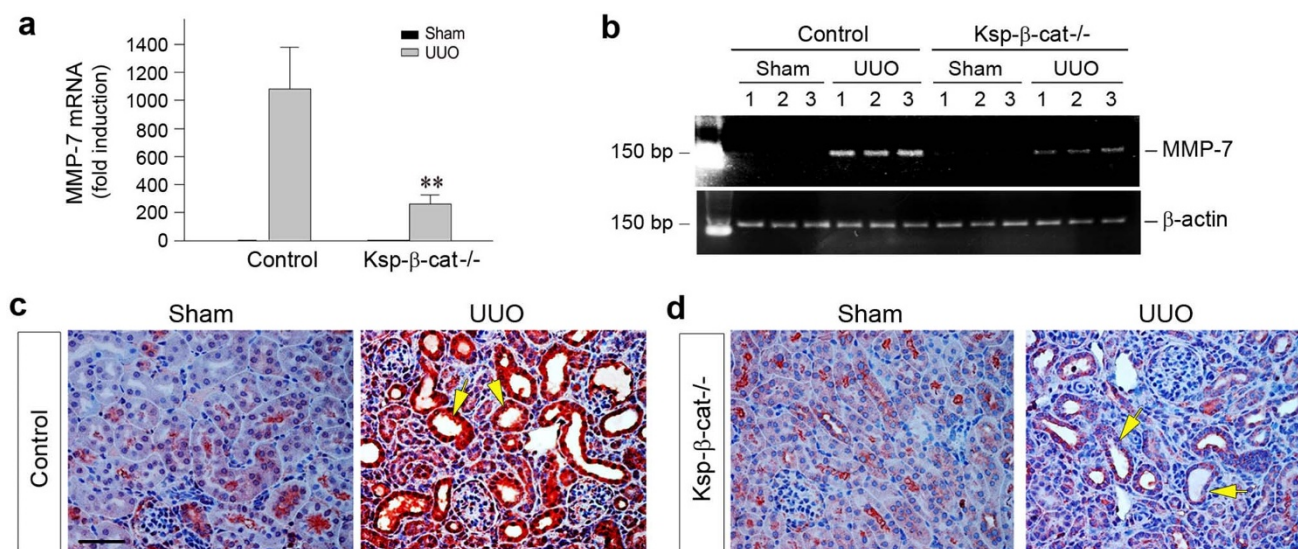 a
MMP-7 mRNA
(fold induction)
1400
1200
1000
800
600
400
200
0
Sham
UUO
**
Control Ksp-β-cat-/-
b
Control Ksp-β-cat-/-
Sham UUO Sham UUO
1 2 3 1 2 3 1 2 3 1 2 3
150 bp – – MMP-7
150 bp – – β-actin
c
Sham UUO
Control
d
Sham UUO
Ksp-β-cat-/-